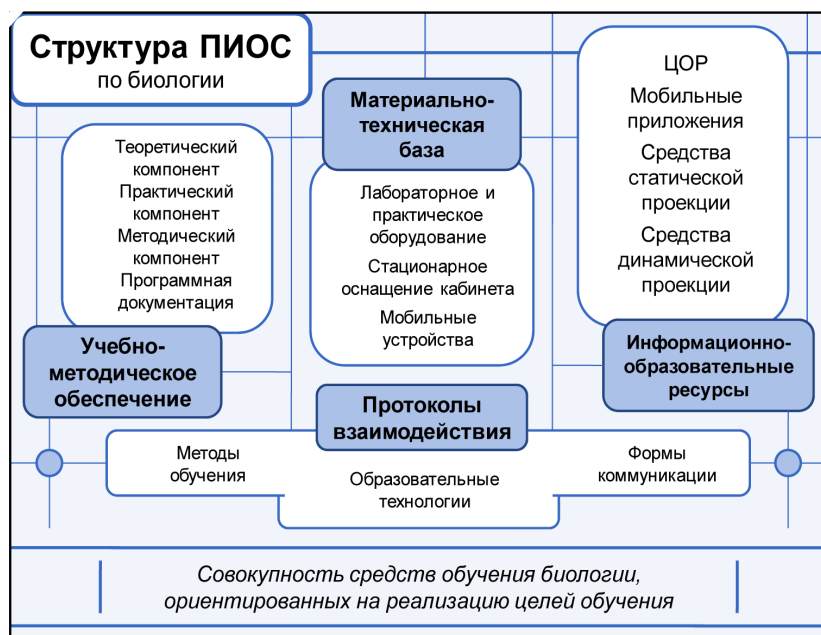 Структура ПИОС
по биологии
Теоретический
компонент
Практический
компонент
Методический
компонент
Программная
документация
Учебно-
методическое
обеспечение
Материально-
техническая
база
Лабораторное и
практическое
оборудование
Стационарное
оснащение кабинета
Мобильные
устройства
ЦОР
Мобильные
приложения
Средства
статической
проекции
Средства
динамической
проекции
Информационно-
образовательные
ресурсы
Протоколы
взаимодействия
Методы
обучения
Образовательные
технологии
Формы
коммуникации
Совокупность средств обучения биологии,
ориентированных на реализацию целей обучения